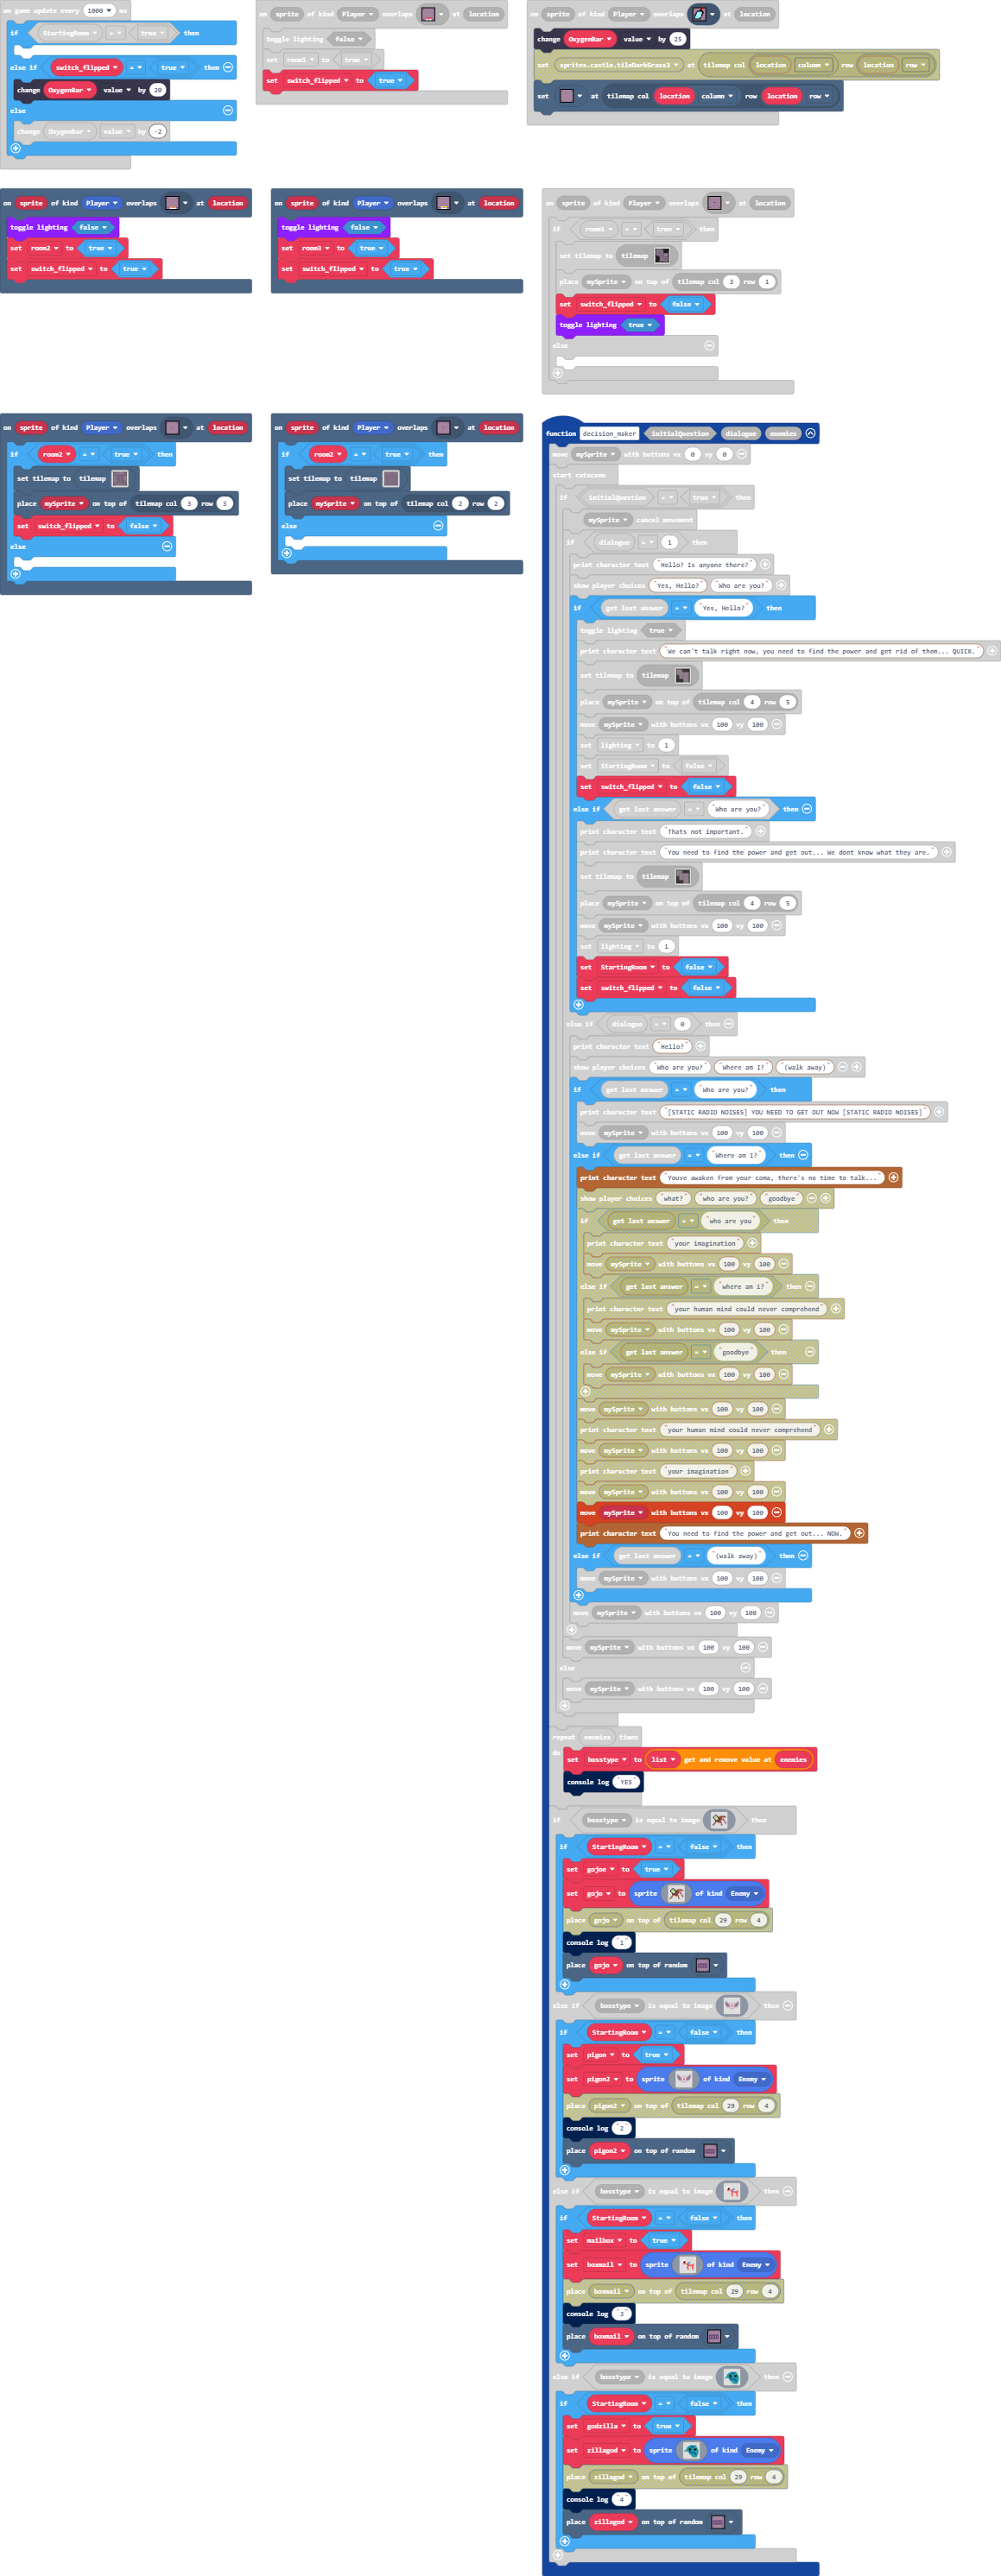 on game update every 1000 ms
if StartingRoom = true then
else if switch_flipped = true then
change OxygenBar value by 20
else
change OxygenBar value by -2
on sprite of kind Player overlaps at location
toggle lighting false
set room1 to true
set switch_flipped to true
on sprite of kind Player overlaps at location
change OxygenBar value by 25
set sprites.castle.tileDarkGrass3 at tilemap col location column row location row
set at tilemap col location column row location row
on sprite of kind Player overlaps at location
toggle lighting false
set room2 to true
set switch_flipped to true
on sprite of kind Player overlaps at location
toggle lighting false
set room3 to true
set switch_flipped to true
on sprite of kind Player overlaps at location
if room1 = true then
set tilemap to tilemap
place mySprite on top of tilemap col 3 row 1
set switch_flipped to false
toggle lighting true
else
on sprite of kind Player overlaps at location
if room2 = true then
set tilemap to tilemap
place mySprite on top of tilemap col 3 row 3
set switch_flipped to false
else
on sprite of kind Player overlaps at location
if room2 = true then
set tilemap to tilemap
place mySprite on top of tilemap col 2 row 2
else
function decision_maker initialQuestion dialogue enemies
move mySprite with buttons vx 0 vy 0
start cutscene
if initialQuestion = true then
mySprite cancel movement
if dialogue = 1 then
print character text "Hello? is anyone there?"
show player choices "Yes, Hello?" "Who are you?"
if get last answer = "Yes, Hello?" then
toggle lighting true
print character text "We can't talk right now, you need to find the power and get rid of them... QUICK."
set tilemap to tilemap
place mySprite on top of tilemap col 4 row 5
move mySprite with buttons vx 100 vy 100
set lighting to 1
set StartingRoom to false
set switch_flipped to false
else if get last answer = "Who are you?" then
print character text "Thats not important."
print character text "You need to find the power and get out... We dont know what they are."
set tilemap to tilemap
place mySprite on top of tilemap col 4 row 5
move mySprite with buttons vx 100 vy 100
set lighting to 1
set StartingRoom to false
set switch_flipped to false
else if dialogue = 0 then
print character text "Hello?"
show player choices "Who are you?" "Where am I?" "(walk away)"
if get last answer = "Who are you?" then
print character text "[STATIC RADIO NOISES] YOU NEED TO GET OUT NOW [STATIC RADIO NOISES]"
move mySprite with buttons vx 100 vy 100
else if get last answer = "Where am I?" then
print character text "Youve awaken from your coma, there's no time to talk..."
show player choices "what?" "who are you?" "goodbye"
if get last answer = "who are you" then
print character text "your imagination"
move mySprite with buttons vx 100 vy 100
else if get last answer = "where am i?" then
print character text "your human mind could never comprehend"
move mySprite with buttons vx 100 vy 100
else if get last answer = "goodbye" then
move mySprite with buttons vx 100 vy 100
move mySprite with buttons vx 100 vy 100
print character text "your human mind could never comprehend"
move mySprite with buttons vx 100 vy 100
print character text "your imagination"
move mySprite with buttons vx 100 vy 100
move mySprite with buttons vx 100 vy 100
print character text "You need to find the power and get out... NOW."
else if get last answer = "(walk away)" then
move mySprite with buttons vx 100 vy 100
move mySprite with buttons vx 100 vy 100
move mySprite with buttons vx 100 vy 100
else
move mySprite with buttons vx 100 vy 100
repeat enemies times
do set bosstype to list get and remove value at enemies
console log "YES"
if bosstype is equal to image then
if StartingRoom = false then
set gojoe to true
set gojo to sprite of kind Enemy
place gojo on top of tilemap col 29 row 4
console log "1"
place gojo on top of random
else if bosstype is equal to image then
if StartingRoom = false then
set pigon to true
set pigon2 to sprite of kind Enemy
place pigon2 on top of tilemap col 29 row 4
console log "2"
place pigon2 on top of random
else if bosstype is equal to image then
if StartingRoom = false then
set mailbox to true
set boxmail to sprite of kind Enemy
place boxmail on top of tilemap col 29 row 4
console log "3"
place boxmail on top of random
else if bosstype is equal to image then
if StartingRoom = false then
set godzilla to true
set zillagod to sprite of kind Enemy
place zillagod on top of tilemap col 29 row 4
console log "4"
place zillagod on top of random